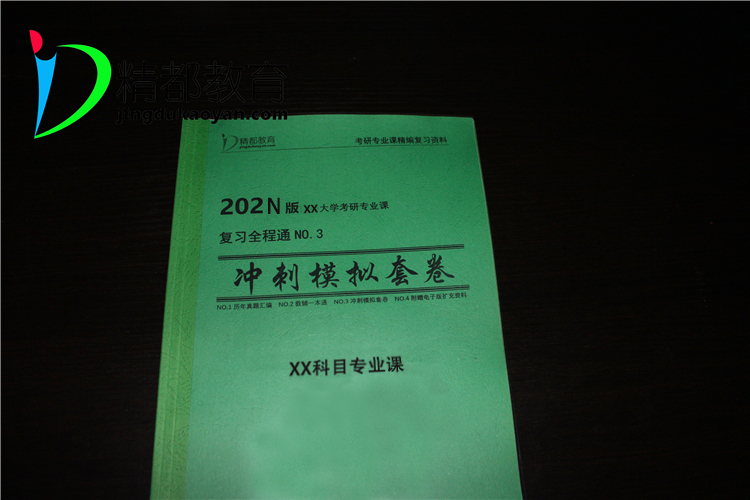 精都教育
jingdukaoyan.com
精都教育
jingdukaoyan.com
考研专业课精编复习资料
202N版 XX大学考研专业课
复习全程通 NO.3
冲刺模拟套卷
NO.1 历年真题汇编 NO.2 教辅一本通 NO.3 冲刺模拟套卷 NO.4 附赠电子版扩充资料
XX科目专业课